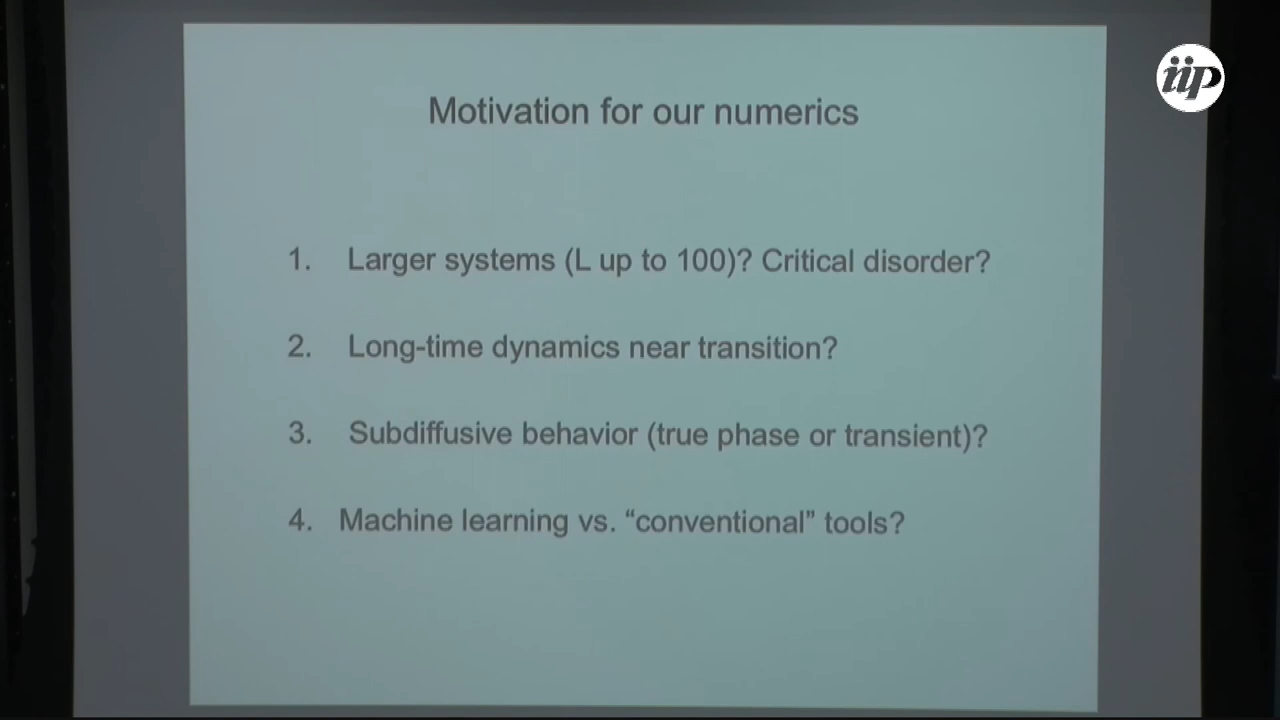 iip
Motivation for our numerics
1. Larger systems (L up to 100)? Critical disorder?
2. Long-time dynamics near transition?
3. Subdiffusive behavior (true phase or transient)?
4. Machine learning vs. “conventional” tools?